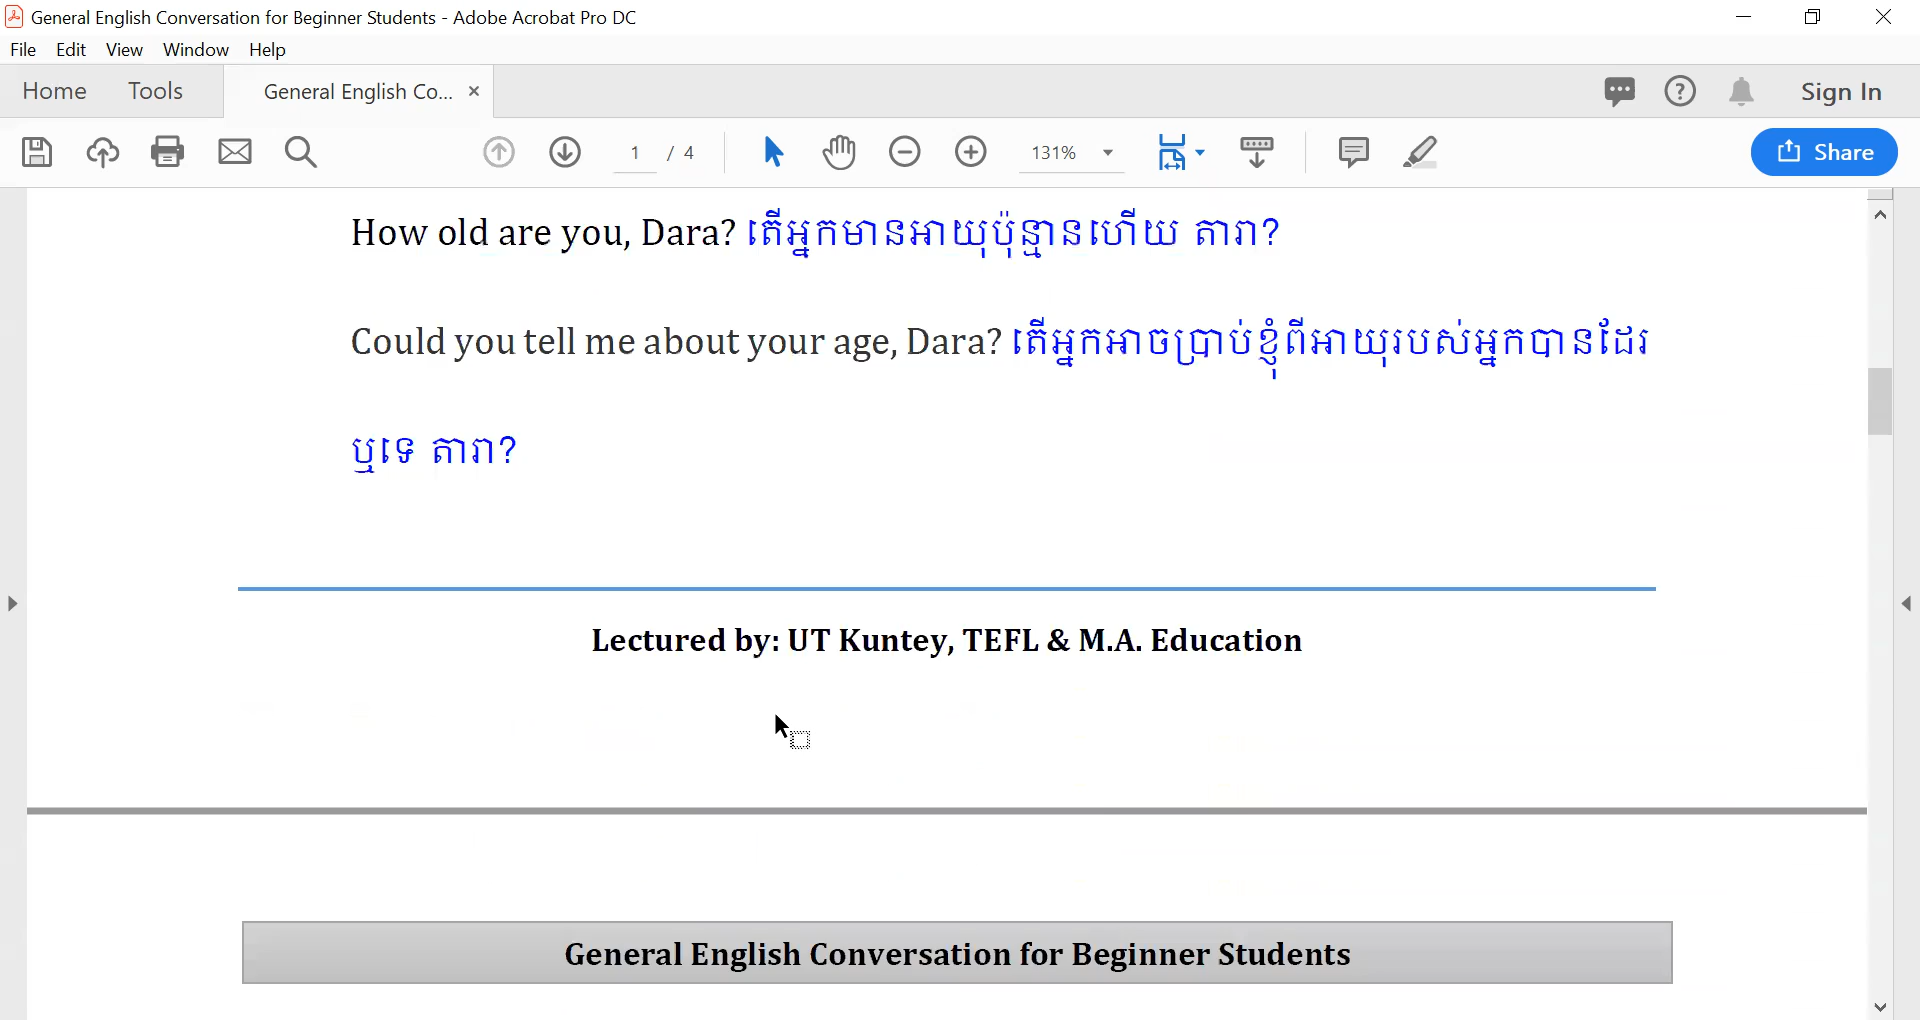 General English Conversation for Beginner Students - Adobe Acrobat Pro DC
File Edit View Window Help
Home Tools General English Co... × Sign In
1 / 4 131% Share
How old are you, Dara? តើអ្នកមានអាយុប៉ុន្មានហើយ តារា?
Could you tell me about your age, Dara? តើអ្នកអាចប្រាប់ខ្ញុំពីអាយុរបស់អ្នកបានដែរ
ឬទេ តារា?
Lectured by: UT Kuntey, TEFL & M.A. Education
General English Conversation for Beginner Students